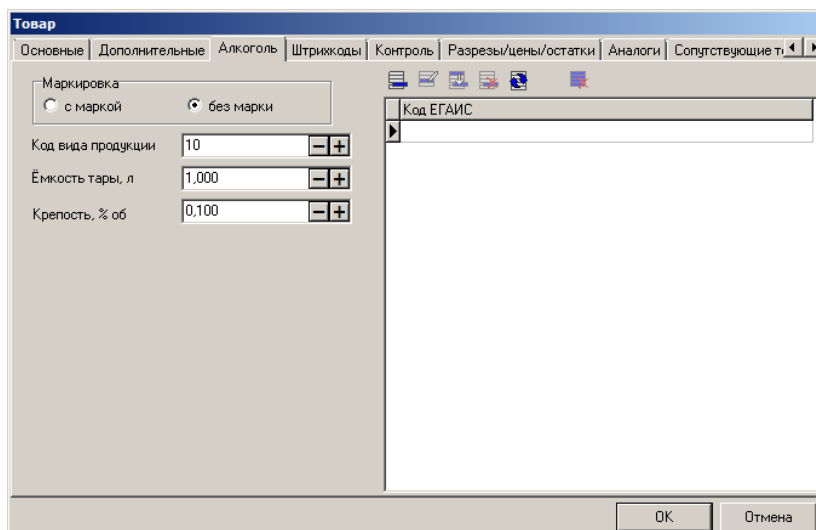 Товар
Основные Дополнительные Алкоголь Штрихкоды Контроль Разрезы/цены/остатки Аналоги Сопутствующие
Маркировка
с маркой без марки
Код вида продукции 10
Ёмкость тары, л 1,000
Крепость, % об 0,100
Код ЕГАИС
OK Отмена